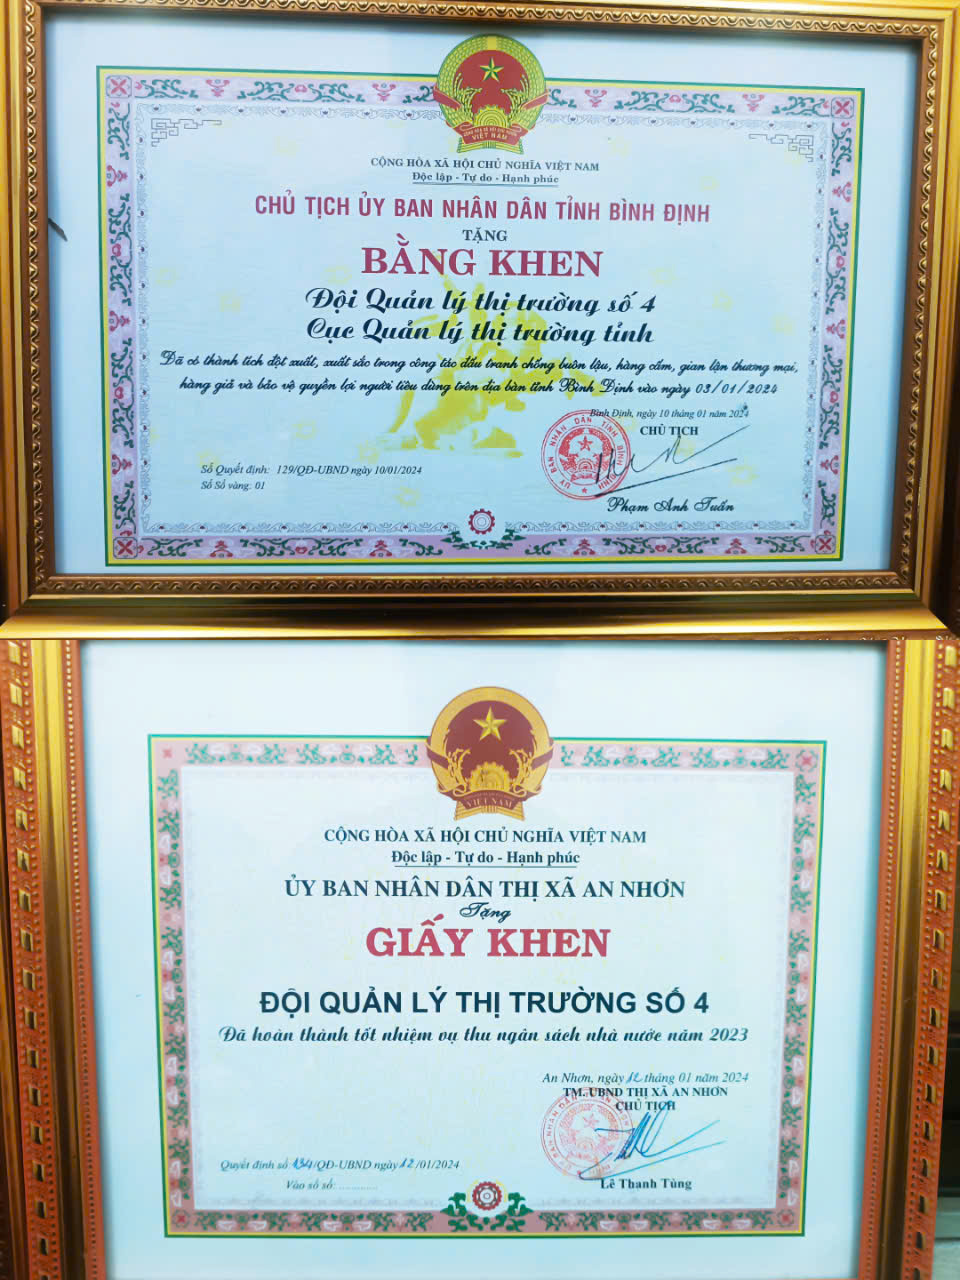 CỘNG HÒA XÃ HỘI CHỦ NGHĨA VIỆT NAM
Độc lập - Tự do - Hạnh phúc
CHỦ TỊCH ỦY BAN NHÂN DÂN TỈNH BÌNH ĐỊNH
TẶNG
BẰNG KHEN
Đội Quản lý thị trường số 4
Cục Quản lý thị trường tỉnh
Đã có thành tích đột xuất, xuất sắc trong công tác đấu tranh chống buôn lậu, hàng cấm, gian lận thương mại,
hàng giả và bảo vệ quyền lợi người tiêu dùng trên địa bàn tỉnh Bình Định vào ngày 03/01/2024
Bình Định, ngày 10 tháng 01 năm 2024
CHỦ TỊCH
Số Quyết định: 129/QĐ-UBND ngày 10/01/2024
Số Sổ vàng: 01
Phạm Anh Tuấn
VIỆT NAM
CỘNG HÒA XÃ HỘI CHỦ NGHĨA VIỆT NAM
Độc lập - Tự do - Hạnh phúc
ỦY BAN NHÂN DÂN THỊ XÃ AN NHƠN
Tặng
GIẤY KHEN
ĐỘI QUẢN LÝ THỊ TRƯỜNG SỐ 4
Đã hoàn thành tốt nhiệm vụ thu ngân sách nhà nước năm 2023
An Nhơn, ngày 12 tháng 01 năm 2024
TM. UBND THỊ XÃ AN NHƠN
CHỦ TỊCH
Quyết định số: 134/QĐ-UBND ngày 12/01/2024
Vào sổ số: .............
Lê Thanh Tùng